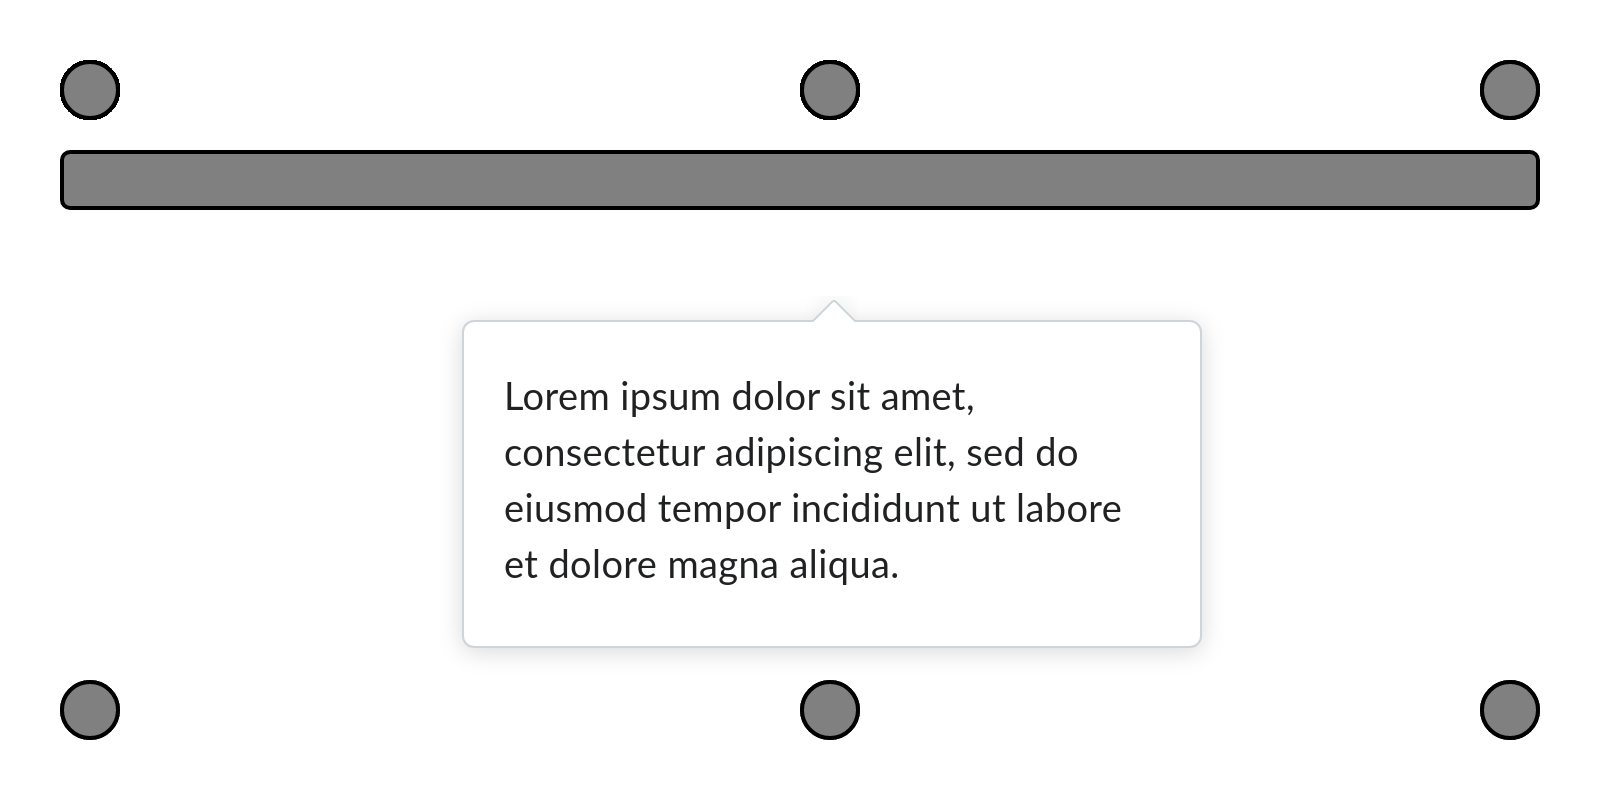 Lorem ipsum dolor sit amet,
consectetur adipiscing elit, sed do
eiusmod tempor incididunt ut labore
et dolore magna aliqua.